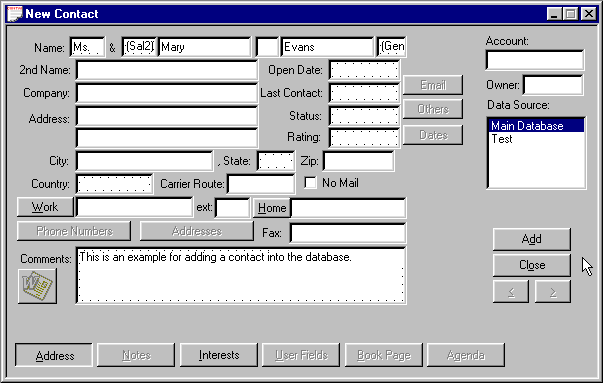 New Contact
Name: Ms. & (Sal2) Mary Evans (Gen
Account:
2nd Name: Open Date:
Company: Last Contact: Email Owner:
Address: Status: Others Data Source:
Rating: Dates Main Database
Test
City: , State: Zip:
Country: Carrier Route: No Mail
Work ext: Home
Phone Numbers Addresses Fax:
Comments: This is an example for adding a contact into the database.
Add
Close
< >
Address Notes Interests User Fields Book Page Agenda